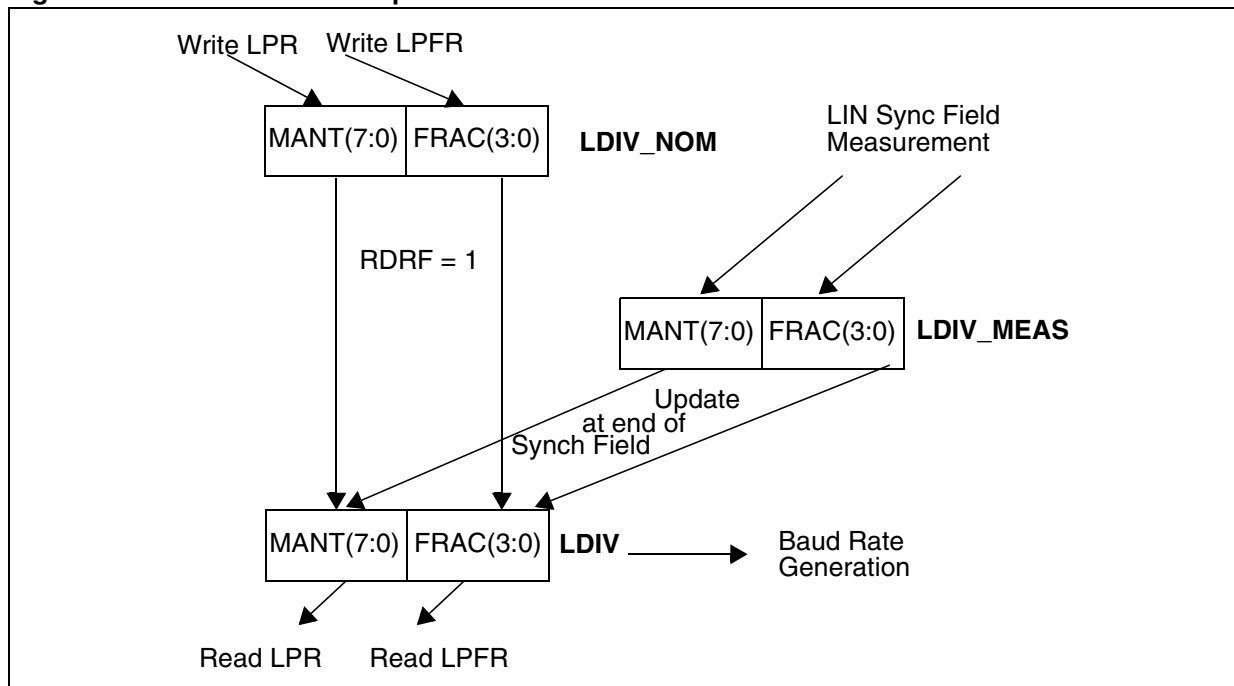 Write LPR
Write LPFR
MANT(7:0)
FRAC(3:0)
LDIV_NOM
LIN Sync Field
Measurement
RDRF = 1
MANT(7:0)
FRAC(3:0)
LDIV_MEAS
Update
at end of
Synch Field
MANT(7:0)
FRAC(3:0)
LDIV
Baud Rate
Generation
Read LPR
Read LPFR